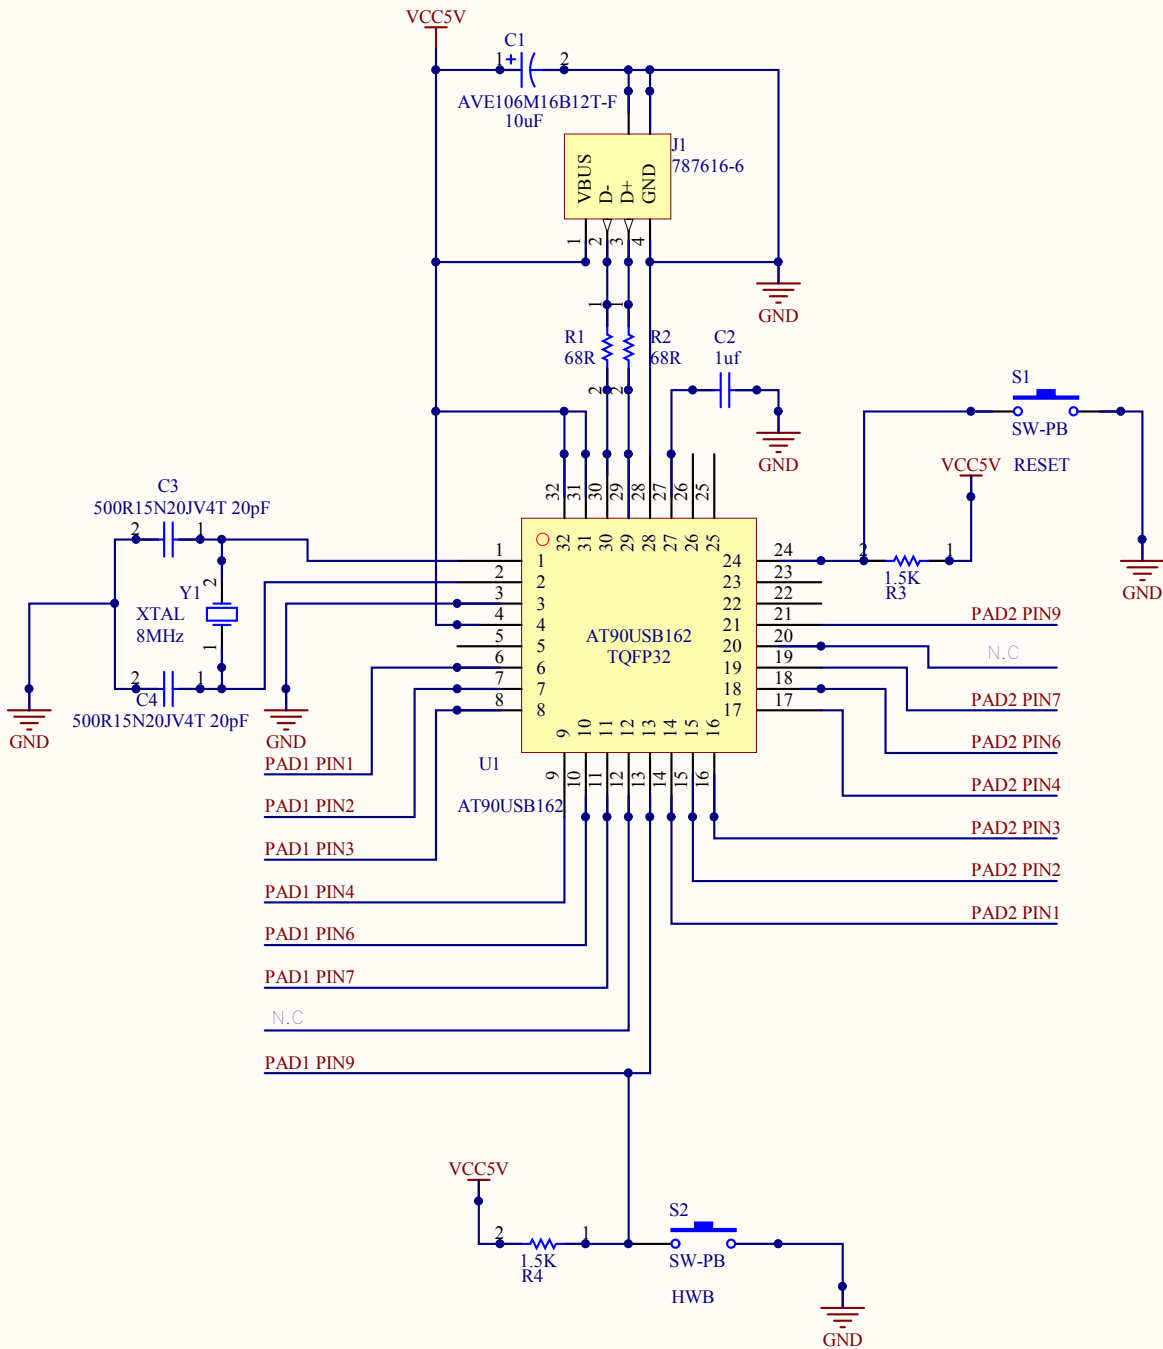 VCC5V
C1
1 + 2
AVE106M16B12T-F
10uF
J1
787616-6
VBUS
D-
D+
GND
1
2
3
4
GND
1 1
R1
68R
R2
68R
2 2
C2
1uf
GND
S1
SW-PB
RESET
VCC5V
GND
C3
500R15N20JV4T 20pF
2 1
Y1
2
XTAL
8MHz
1
2 1
C4
500R15N20JV4T 20pF
GND
GND
32 31 30 29 28 27 26 25
32 31 30 29 28 27 26 25
1 1
2 2
3 3
4 4
5 5
6 6
7 7
8 8
AT90USB162
TQFP32
24 24
23 23
22 22
21 21
20 20
19 19
18 18
17 17
9 10 11 12 13 14 15 16
9 10 11 12 13 14 15 16
U1
AT90USB162
2 1
1.5K
R3
PAD2 PIN9
N.C
PAD2 PIN7
PAD2 PIN6
PAD2 PIN4
PAD2 PIN3
PAD2 PIN2
PAD2 PIN1
PAD1 PIN1
PAD1 PIN2
PAD1 PIN3
PAD1 PIN4
PAD1 PIN6
PAD1 PIN7
N.C
PAD1 PIN9
VCC5V
2 1
1.5K
R4
S2
SW-PB
HWB
GND